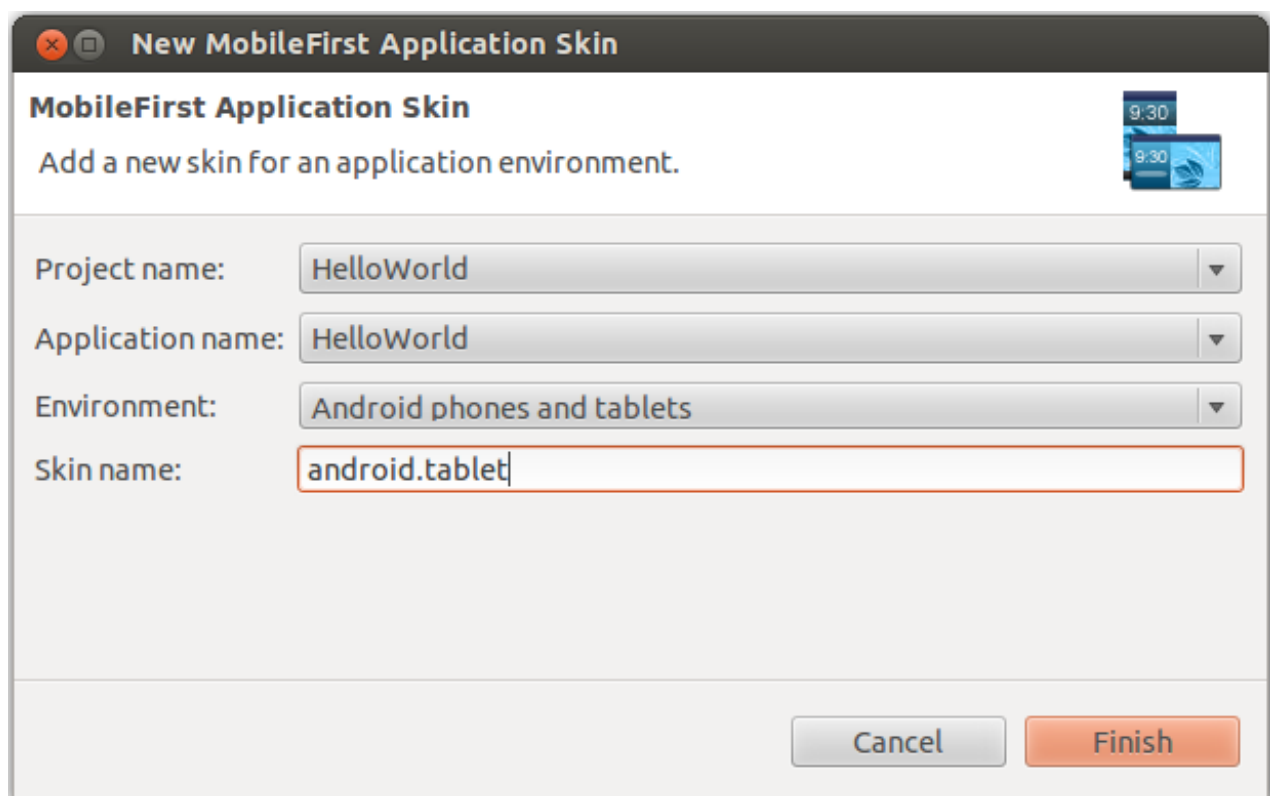 New MobileFirst Application Skin
MobileFirst Application Skin
Add a new skin for an application environment.
9:30
9:30
Project name: HelloWorld
Application name: HelloWorld
Environment: Android phones and tablets
Skin name: android.tablet
Cancel Finish